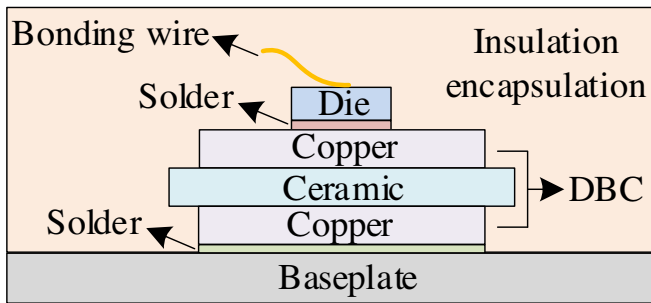 Bonding wire
Insulation
encapsulation
Solder
Die
Copper
Ceramic
DBC
Copper
Solder
Baseplate